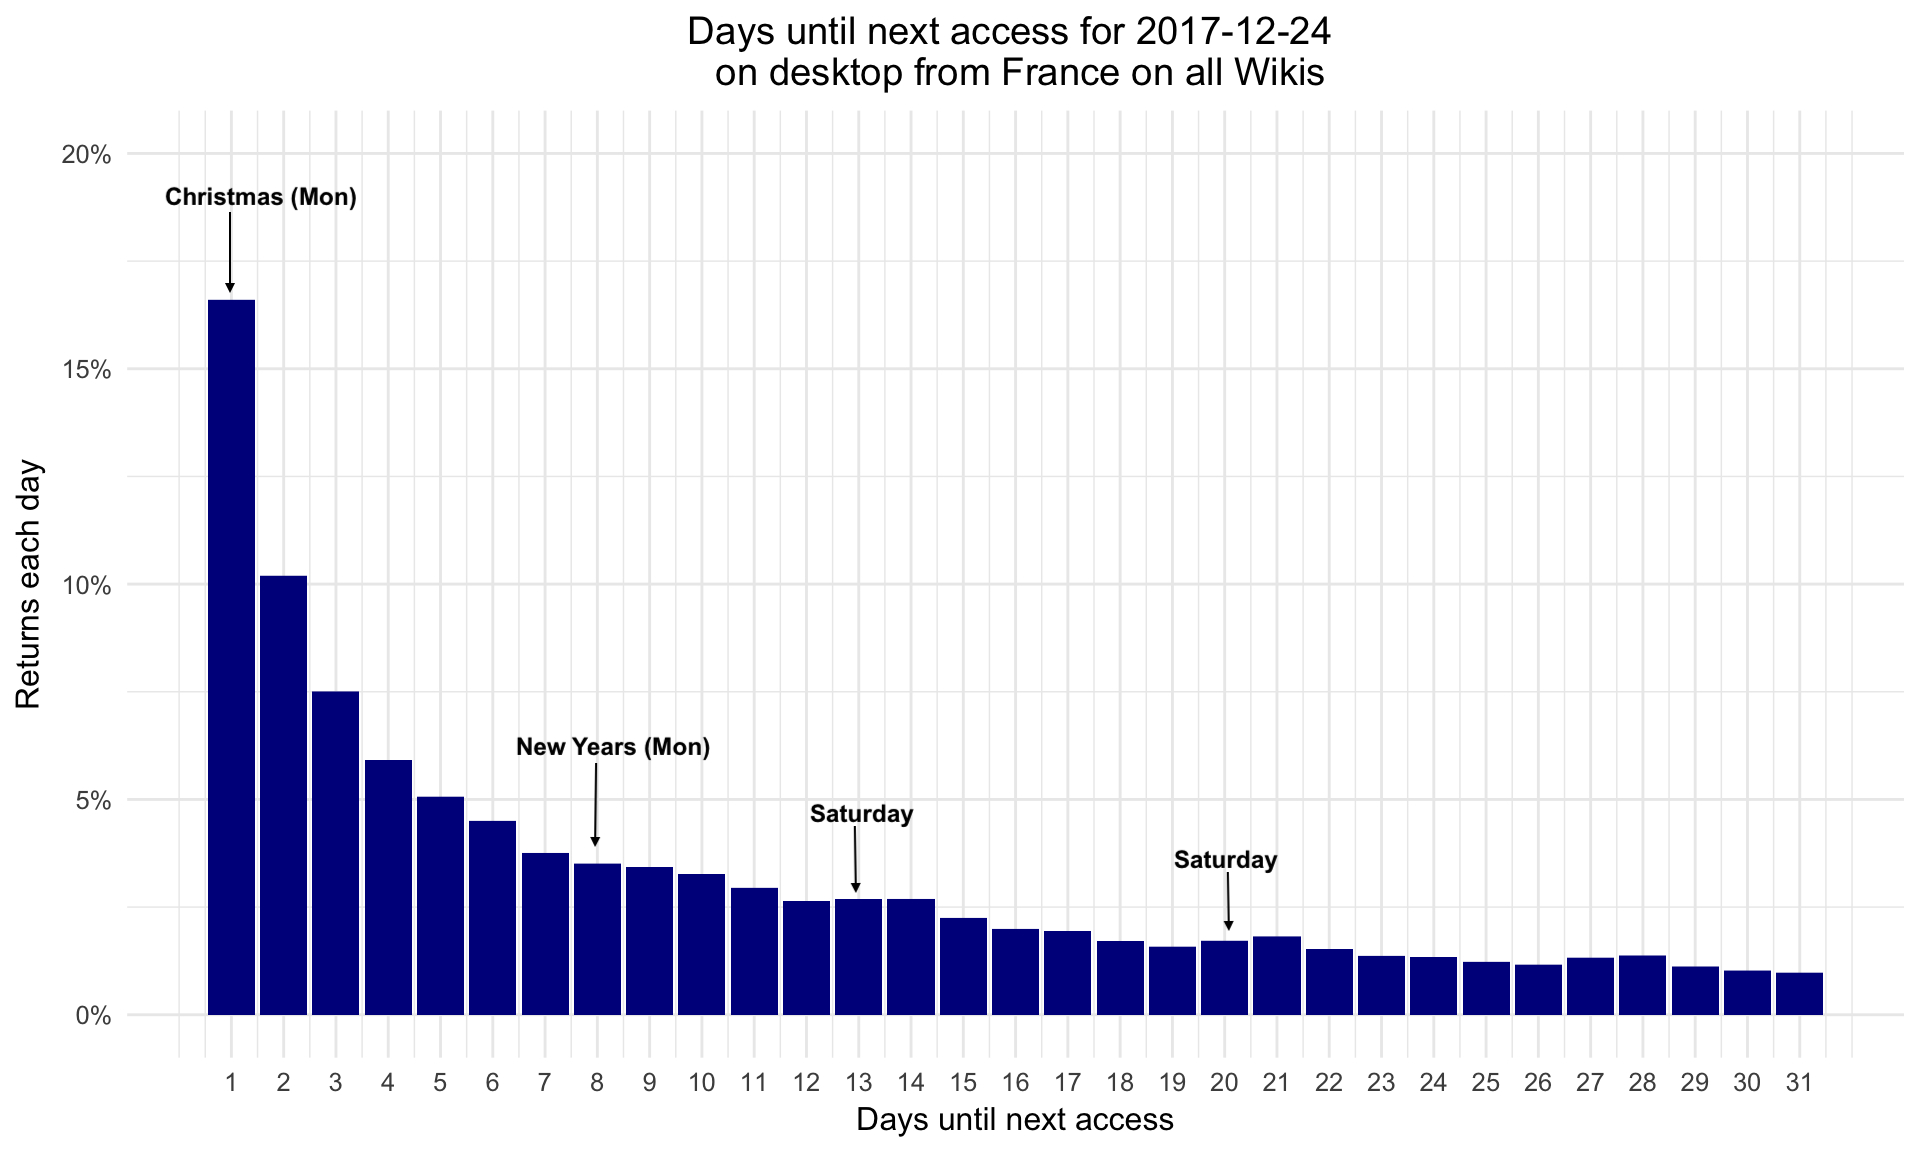 Days until next access for 2017-12-24
on desktop from France on all Wikis
20%
Christmas (Mon)
15%
10%
Returns each day
New Years (Mon)
5%
Saturday
Saturday
0%
1 2 3 4 5 6 7 8 9 10 11 12 13 14 15 16 17 18 19 20 21 22 23 24 25 26 27 28 29 30 31
Days until next access